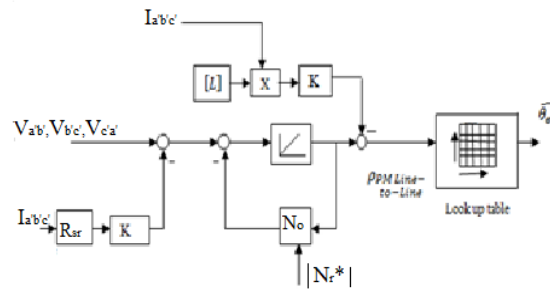 Ia'b'c'
[L]
X
K
Va'b',Vb'c',Vc'a'
Ia'b'c'
Rsr
K
No
|Nr*|
ρPM Line-
to-Line
Look up table
θe